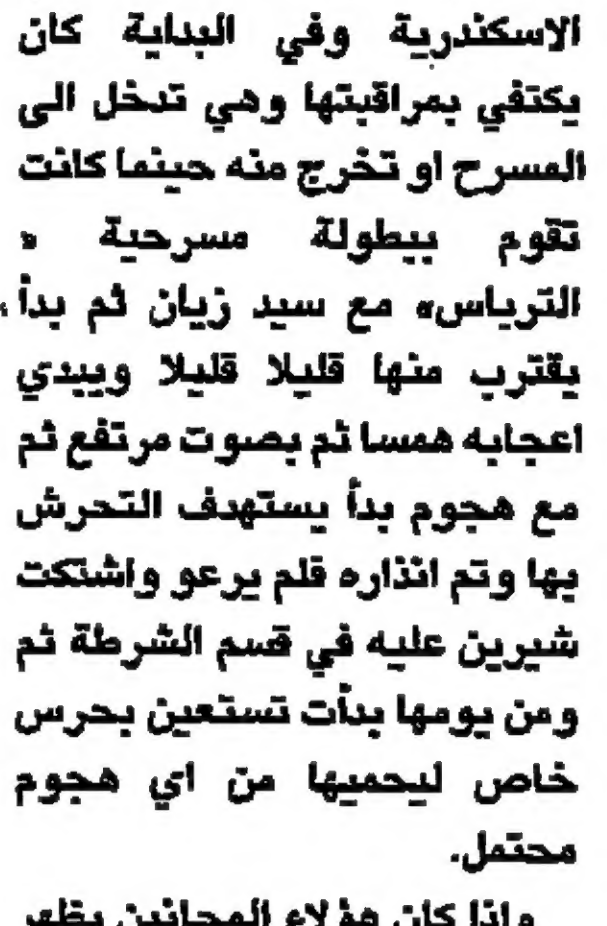 الاسكندرية وفي البداية كان
يكتفي بمراقبتها وهي تدخل الى
المسرح او تخرج منه حينما كانت
تقوم ببطولة مسرحية «
الترباس» مع سيد زيان ثم بدأ،
يقترب منها قليلا قليلا ويبدي
اعجابه همسا ثم بصوت مرتفع ثم
مع هجوم بدأ يستهدف التحرش
بها وتم انذاره فلم يرعو واشتكت
شيرين عليه في قسم الشرطة ثم
ومن يومها بدأت تستعين بحرس
خاص ليحميها من اي هجوم
محتمل.
واذا كان هؤلاء المجانين يظهر